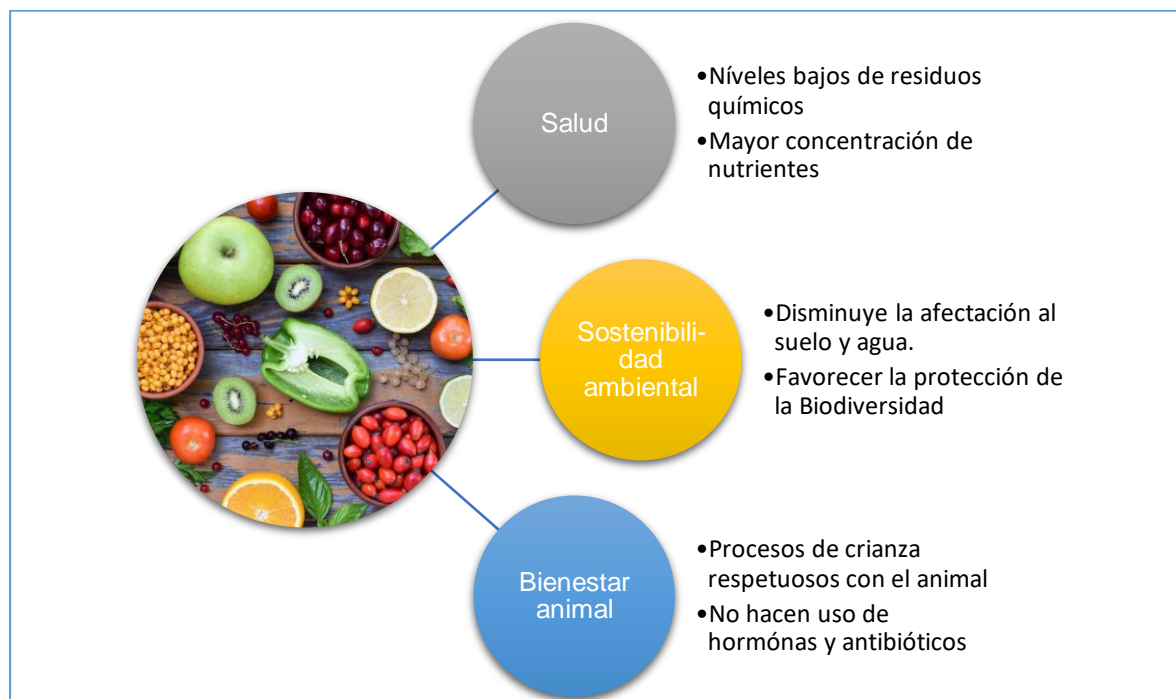 Salud
•Níveles bajos de residuos
químicos
•Mayor concentración de
nutrientes
Sostenibili-
dad
ambiental
•Disminuye la afectación al
suelo y agua.
•Favorecer la protección de
la Biodiversidad
Bienestar
animal
•Procesos de crianza
respetuosos con el animal
•No hacen uso de
hormónas y antibióticos